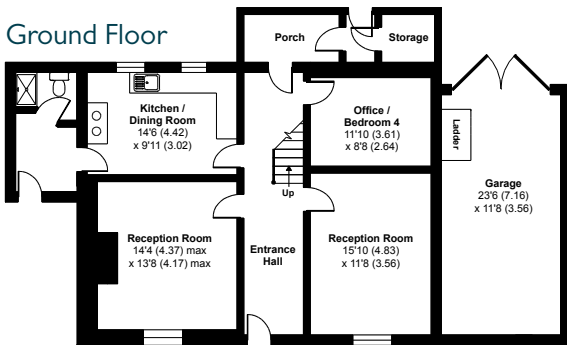 Ground Floor
Porch
Storage
Kitchen /
Dining Room
14'6 (4.42)
x 9'11 (3.02)
Office /
Bedroom 4
11'10 (3.61)
x 8'8 (2.64)
Ladder
Garage
23'6 (7.16)
x 11'8 (3.56)
Up
Reception Room
14'4 (4.37) max
x 13'8 (4.17) max
Entrance
Hall
Reception Room
15'10 (4.83)
x 11'8 (3.56)